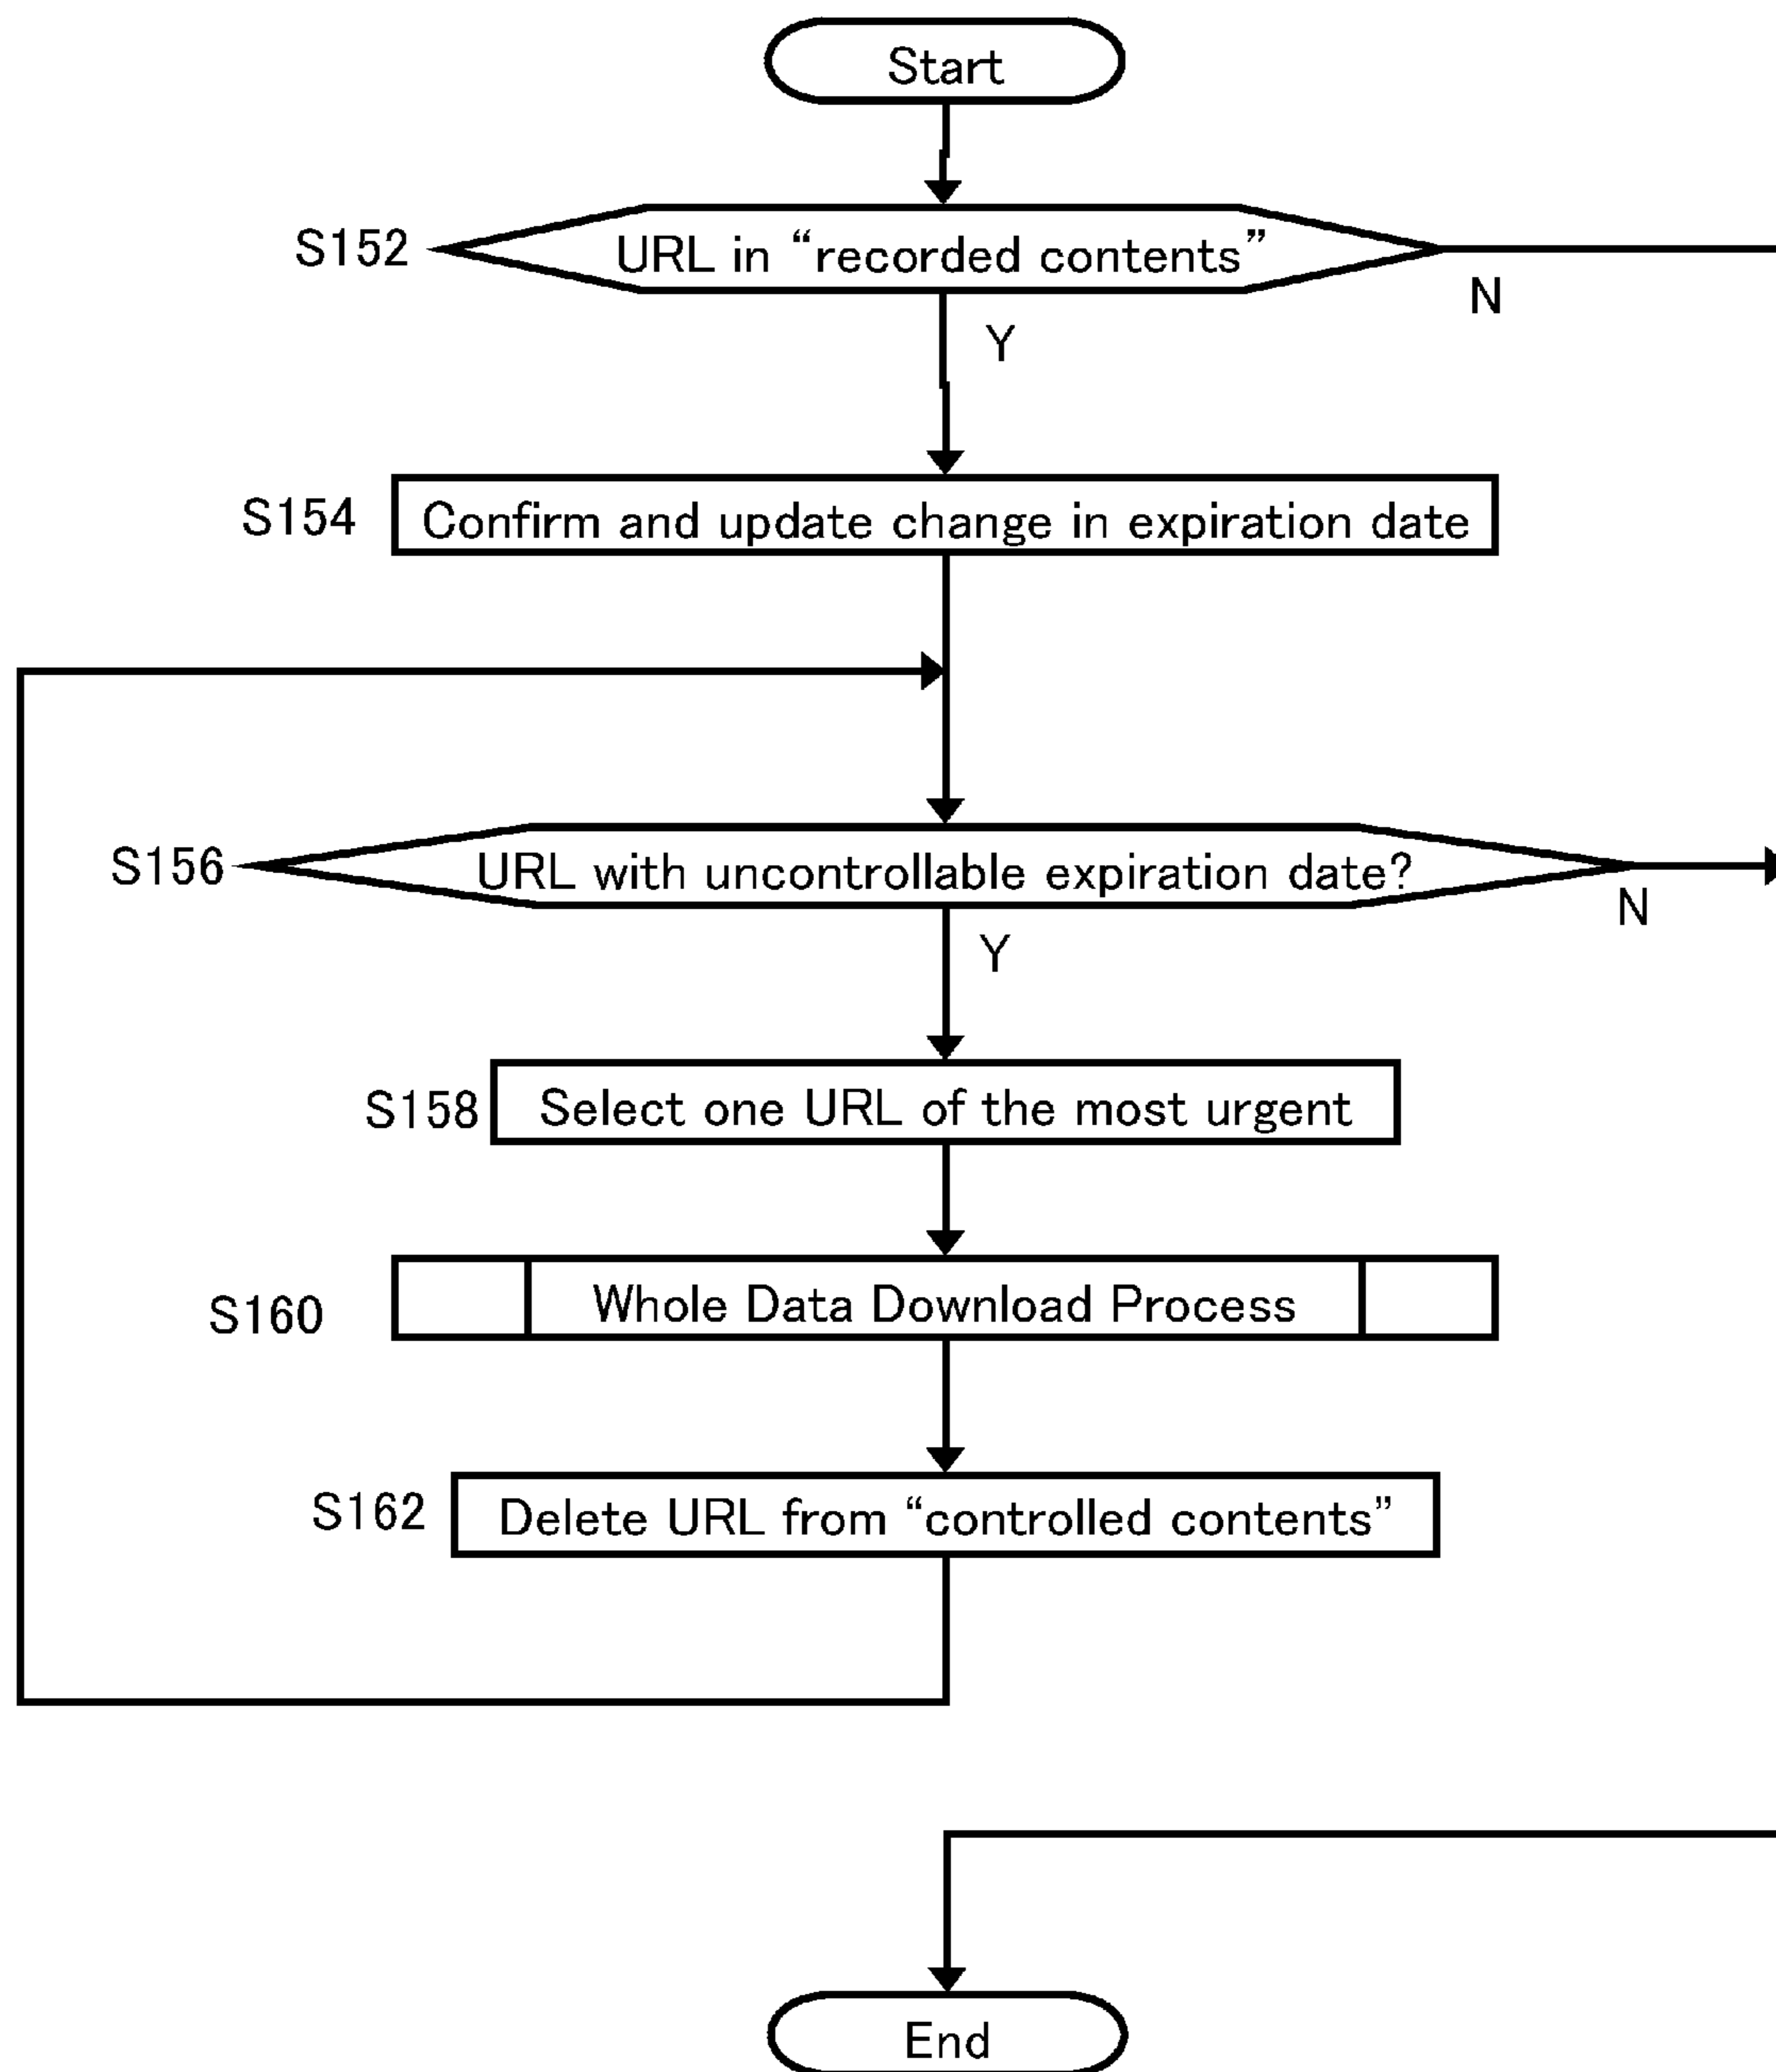 Start
S152
URL in “recorded contents”
N
Y
S154
Confirm and update change in expiration date
S156
URL with uncontrollable expiration date?
N
Y
S158
Select one URL of the most urgent
S160
Whole Data Download Process
S162
Delete URL from “controlled contents”
End